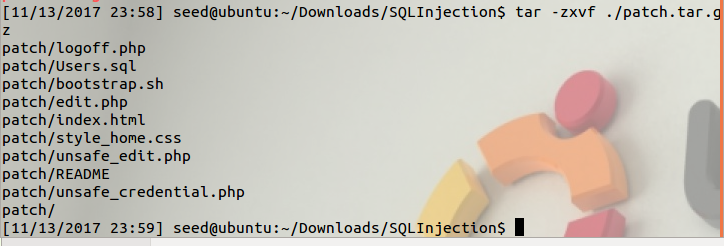 [11/13/2017 23:58] seed@ubuntu:~/Downloads/SQLInjection$ tar -zxvf ./patch.tar.g
z
patch/logoff.php
patch/Users.sql
patch/bootstrap.sh
patch/edit.php
patch/index.html
patch/style_home.css
patch/unsafe_edit.php
patch/README
patch/unsafe_credential.php
patch/
[11/13/2017 23:59] seed@ubuntu:~/Downloads/SQLInjection$